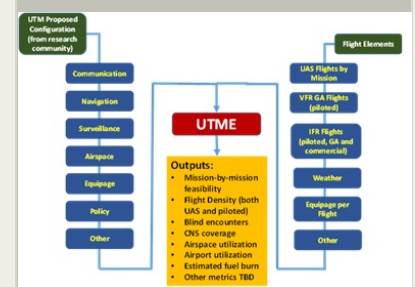 UTM Proposed
Configuration
(from research
community)
Flight Elements
Communication
Navigation
Surveillance
Airspace
Equipage
Policy
Other
UTME
Outputs:
• Mission-by-mission
feasibility
• Flight Density (both
UAS and piloted)
• Blind encounters
• CNS coverage
• Airspace utilization
• Airport utilization
• Estimated fuel burn
• Other metrics TBD
UAS Flights by
Mission
VFR GA Flights
(piloted)
IFR Flights
(piloted, GA and
commercial)
Weather
Equipage per
Flight
Other